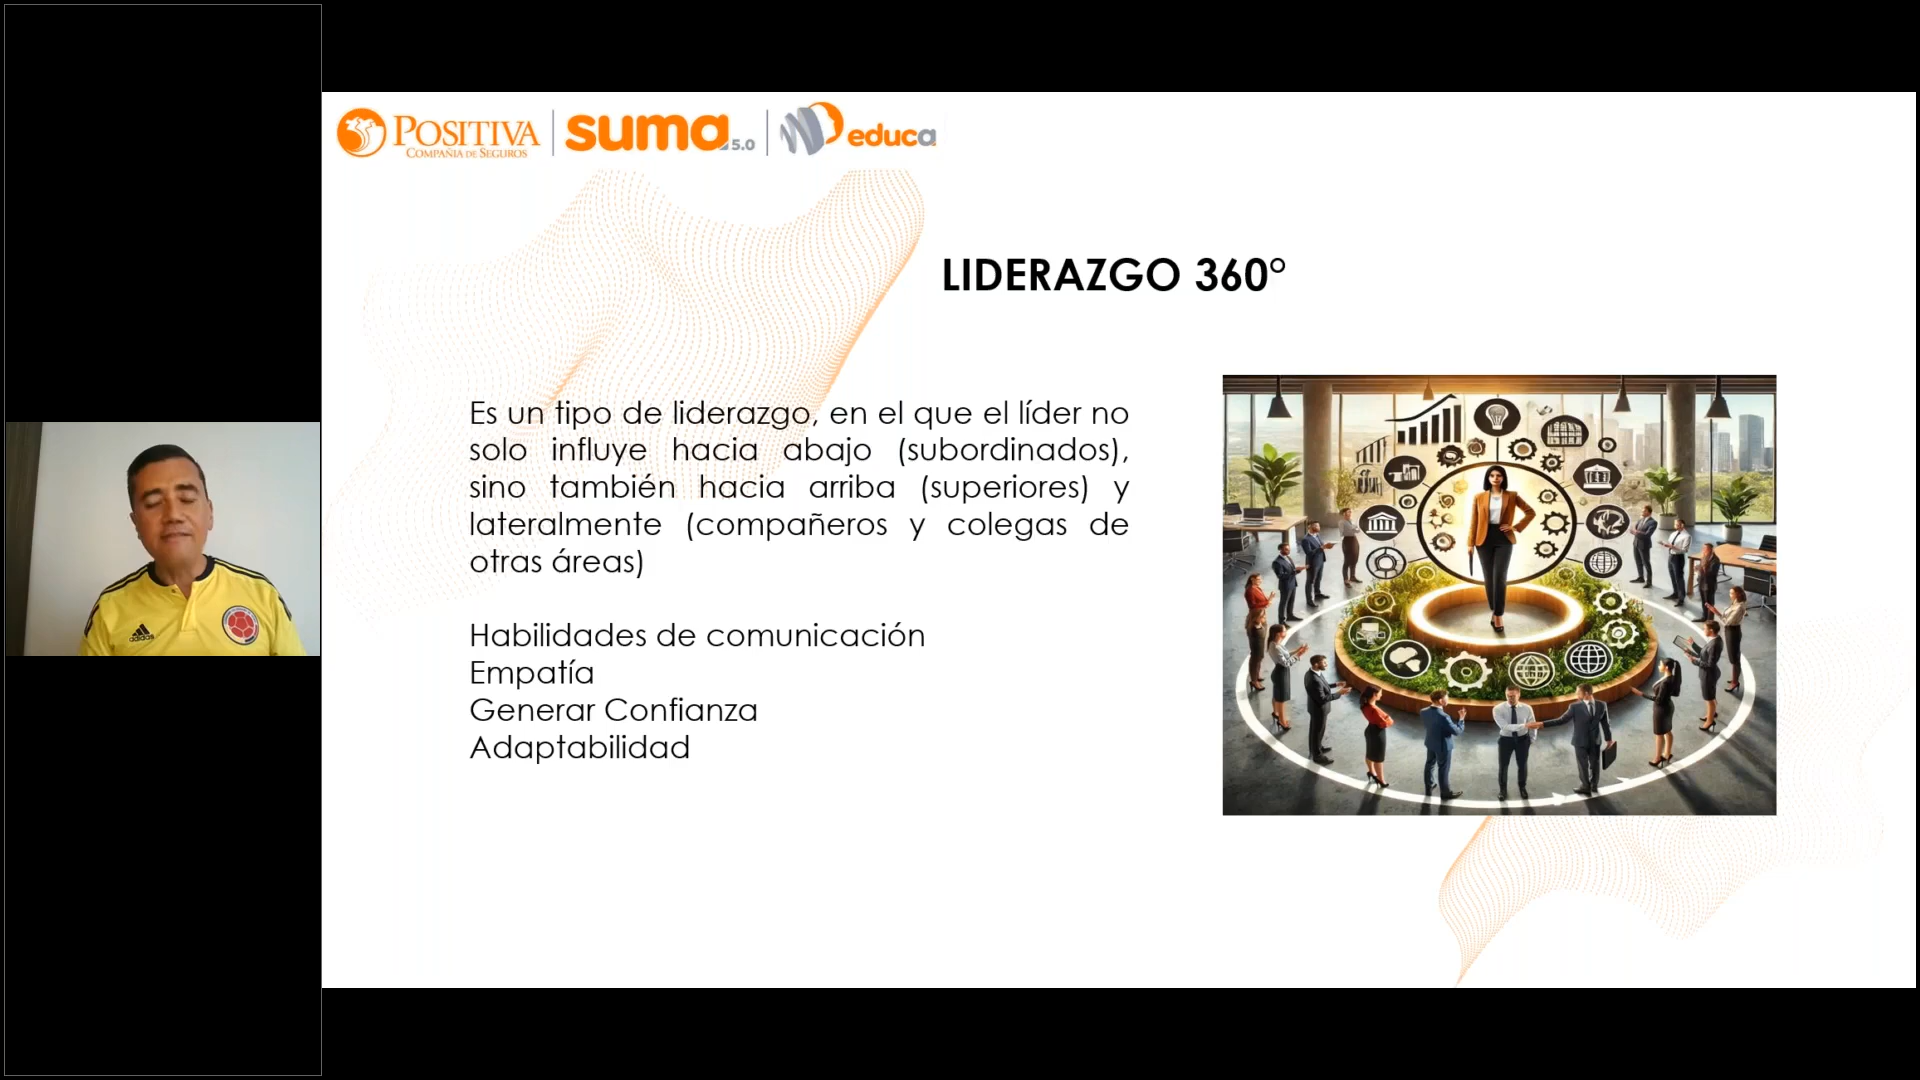 POSITIVA
COMPAÑÍA DE SEGUROS
suma 5.0
educa
LIDERAZGO 360°
Es un tipo de liderazgo, en el que el líder no
solo influye hacia abajo (subordinados),
sino también hacia arriba (superiores) y
lateralmente (compañeros y colegas de
otras áreas)
Habilidades de comunicación
Empatía
Generar Confianza
Adaptabilidad
adidas